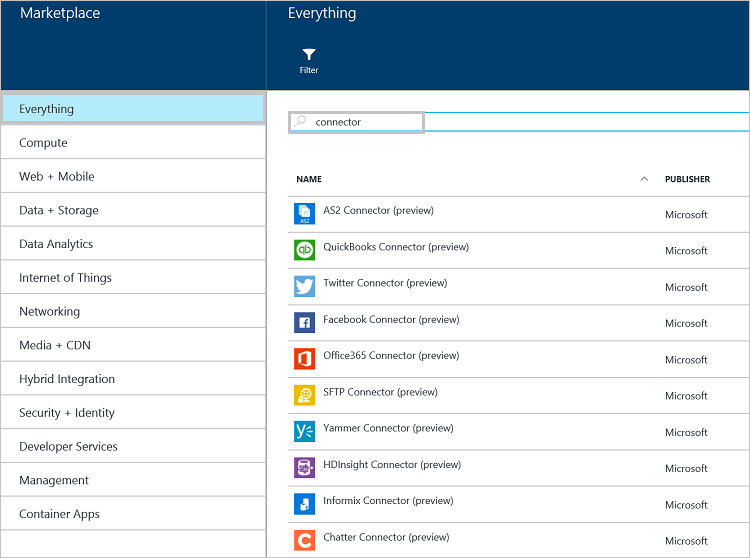 Marketplace
Everything
Filter
Everything
Compute
Web + Mobile
Data + Storage
Data Analytics
Internet of Things
Networking
Media + CDN
Hybrid Integration
Security + Identity
Developer Services
Management
Container Apps
connector
NAME PUBLISHER
AS2 AS2 Connector (preview) Microsoft
qb QuickBooks Connector (preview) Microsoft
Twitter Connector (preview) Microsoft
Facebook Connector (preview) Microsoft
Office365 Connector (preview) Microsoft
SFTP Connector (preview) Microsoft
Yammer Connector (preview) Microsoft
HDInsight Connector (preview) Microsoft
Informix Connector (preview) Microsoft
Chatter Connector (preview) Microsoft